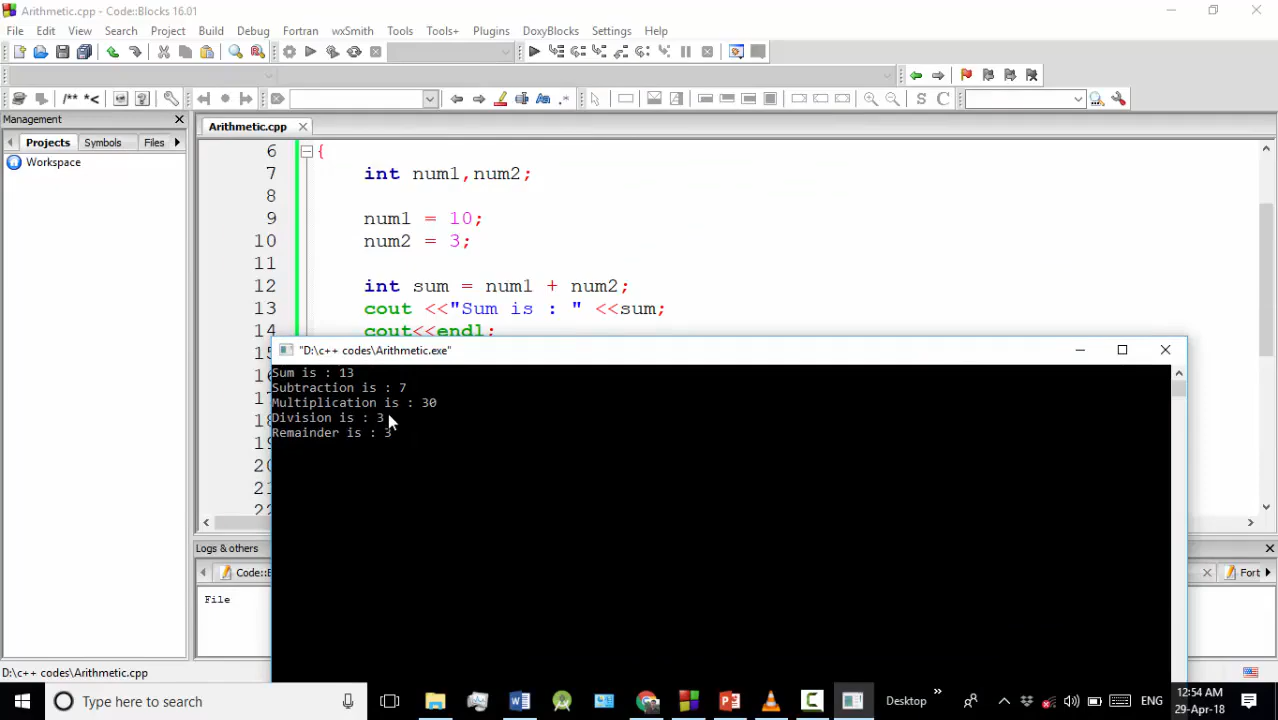 Arithmetic.cpp - Code::Blocks 16.01
File Edit View Search Project Build Debug Fortran wxSmith Tools Tools+ Plugins DoxyBlocks Settings Help
/** *<
S C
Management
Projects Symbols Files
Workspace
Arithmetic.cpp
6 {
7 int num1,num2;
8
9 num1 = 10;
10 num2 = 3;
11
12 int sum = num1 + num2;
13 cout <<"Sum is : " <<sum;
14 cout<<endl;
"D:\c++ codes\Arithmetic.exe"
Sum is : 13
Subtraction is : 7
Multiplication is : 30
Division is : 3
Remainder is : 3
20
Logs & others
Code::
Fort
File
D:\c++ codes\Arithmetic.cpp
Type here to search
Desktop
ENG
12:54 AM
29-Apr-18